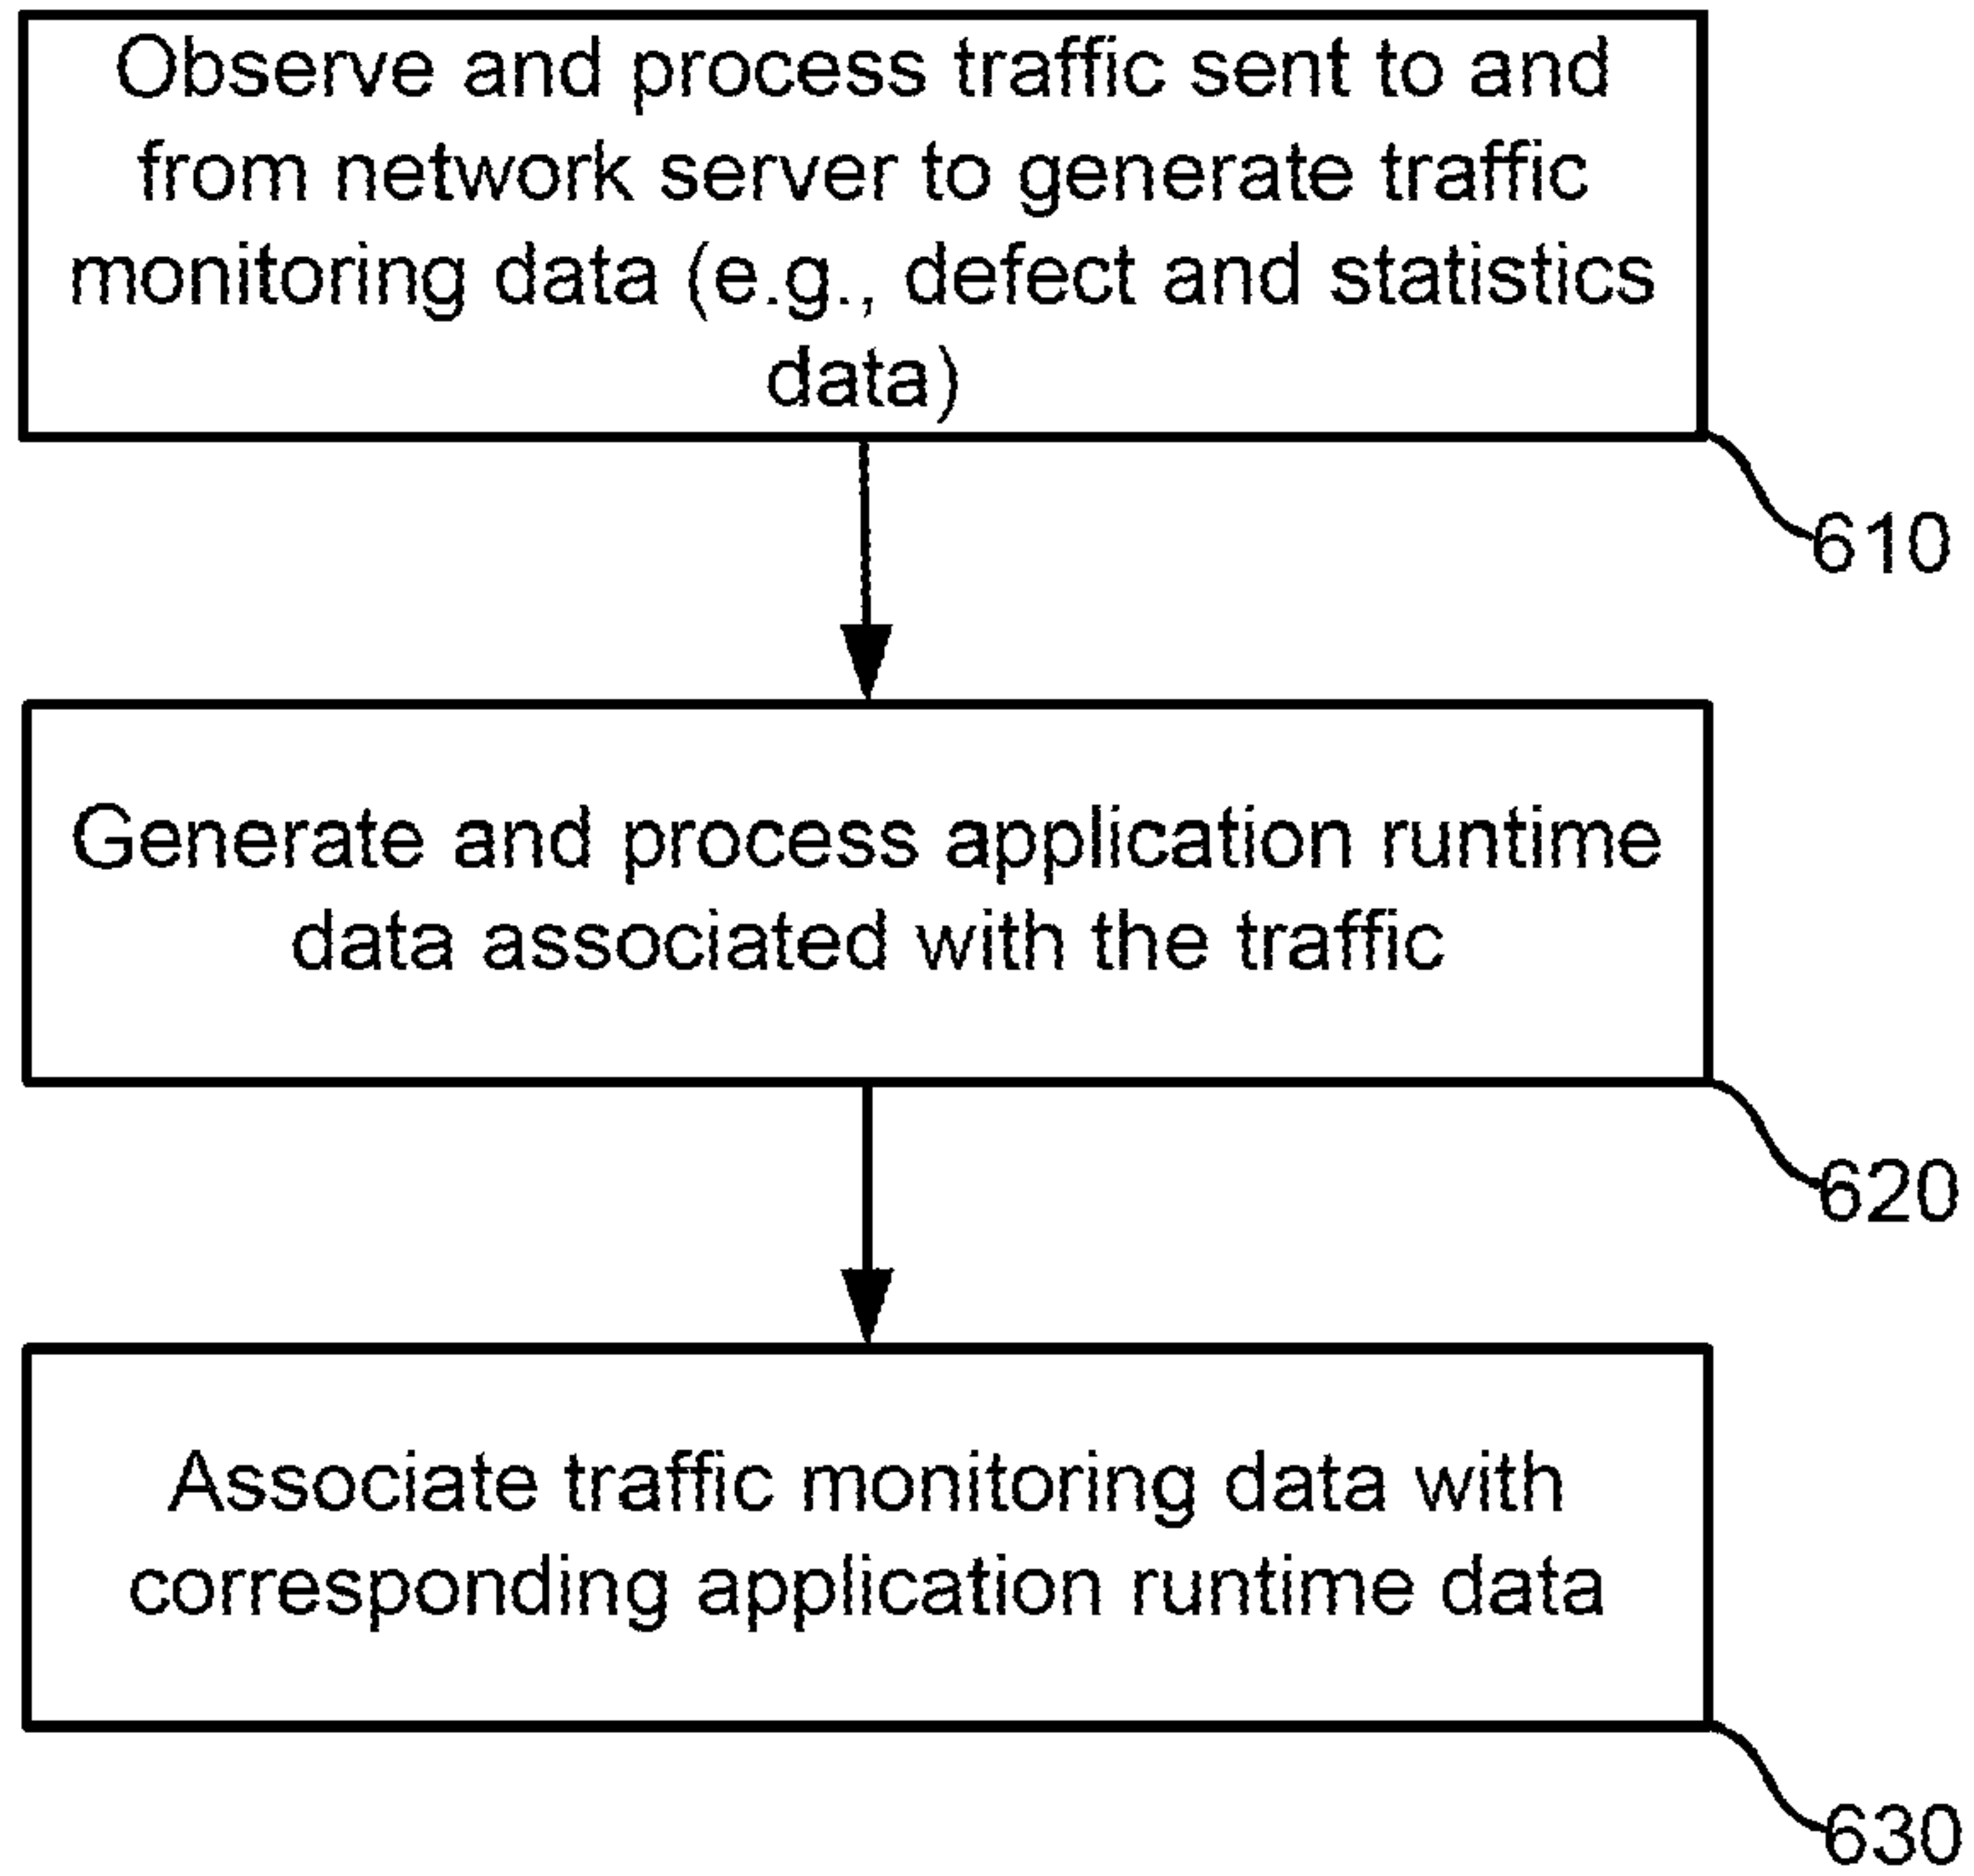 Observe and process traffic sent to and
from network server to generate traffic
monitoring data (e.g., defect and statistics
data)
610
Generate and process application runtime
data associated with the traffic
620
Associate traffic monitoring data with
corresponding application runtime data
630